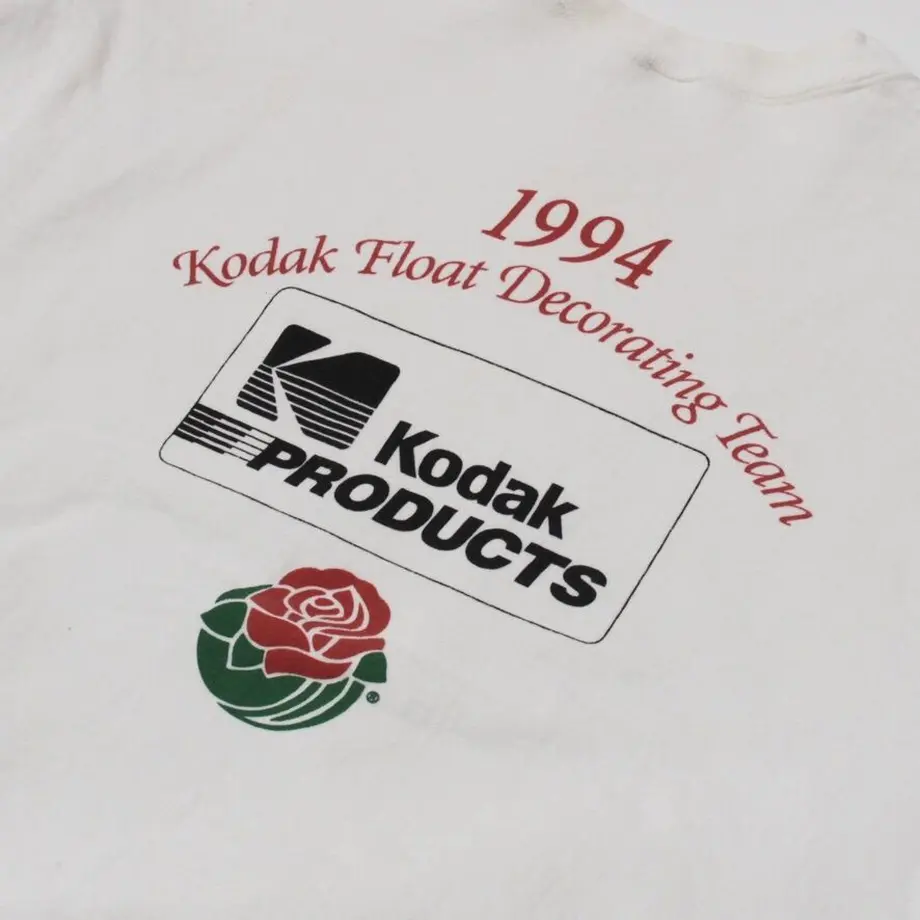 1994
Kodak Float Decorating Team
Kodak
PRODUCTS
®